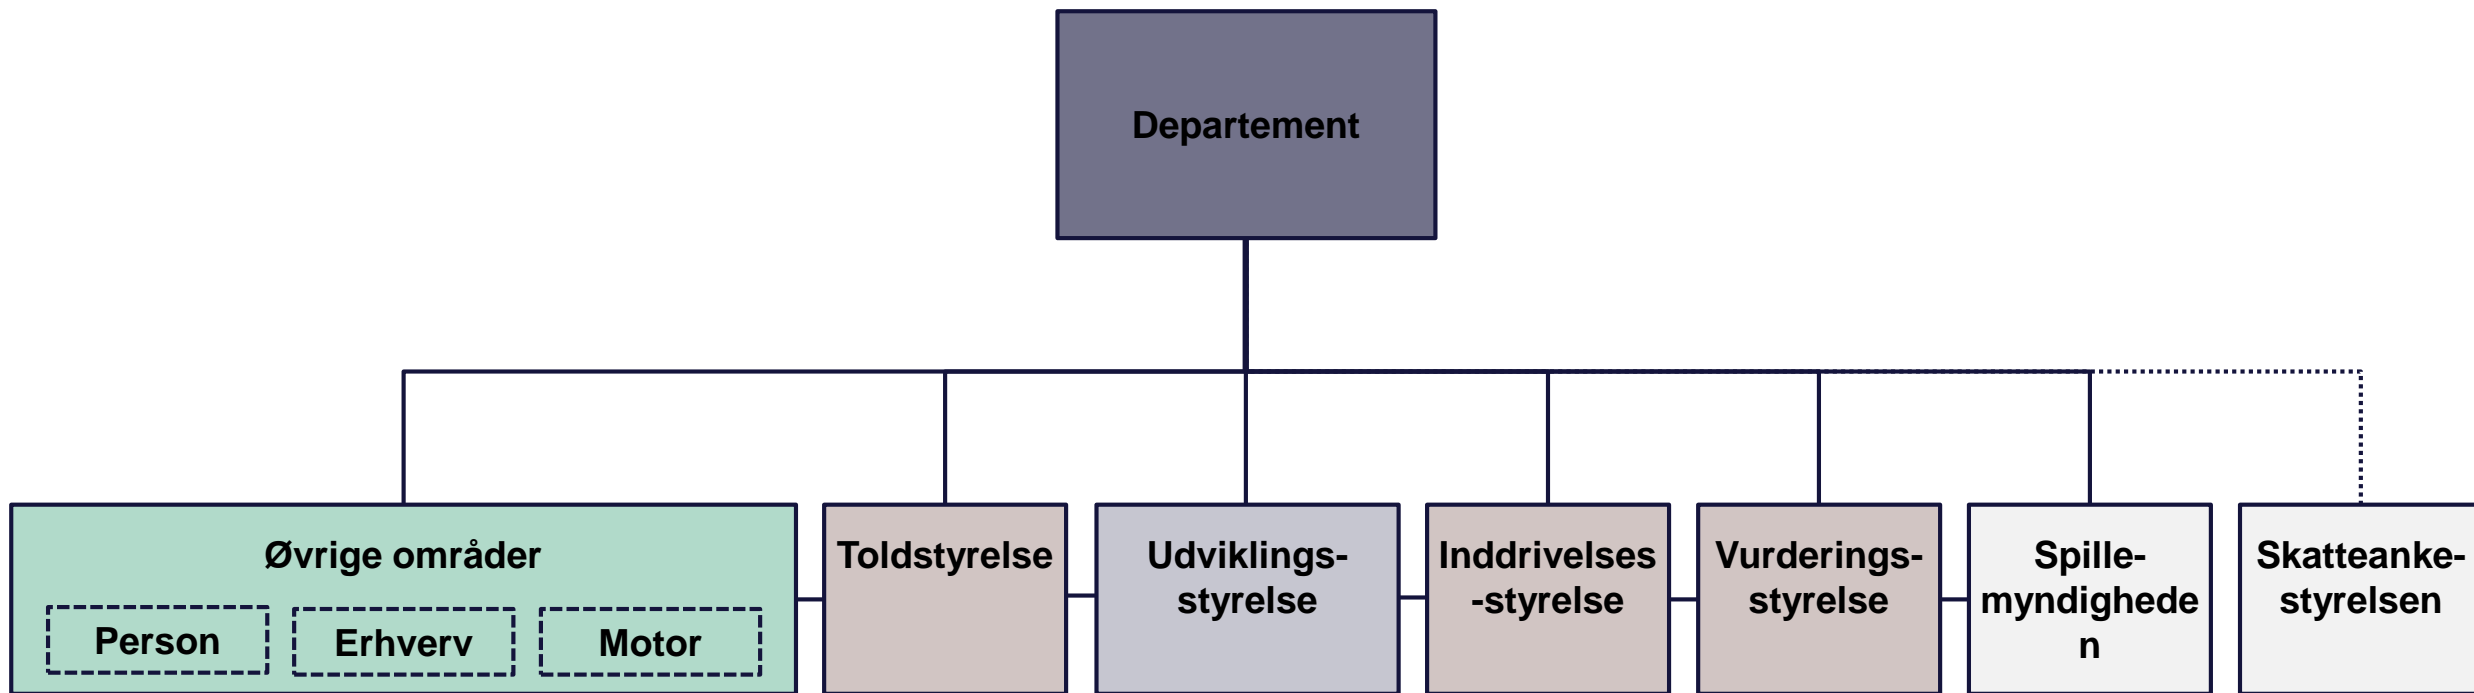 Departement
Øvrige områder
Person
Erhverv
Motor
Toldstyrelse
Udviklings-
styrelse
Inddrivelses
-styrelse
Vurderings-
styrelse
Spille-
myndighede
n
Skatteanke-
styrelsen